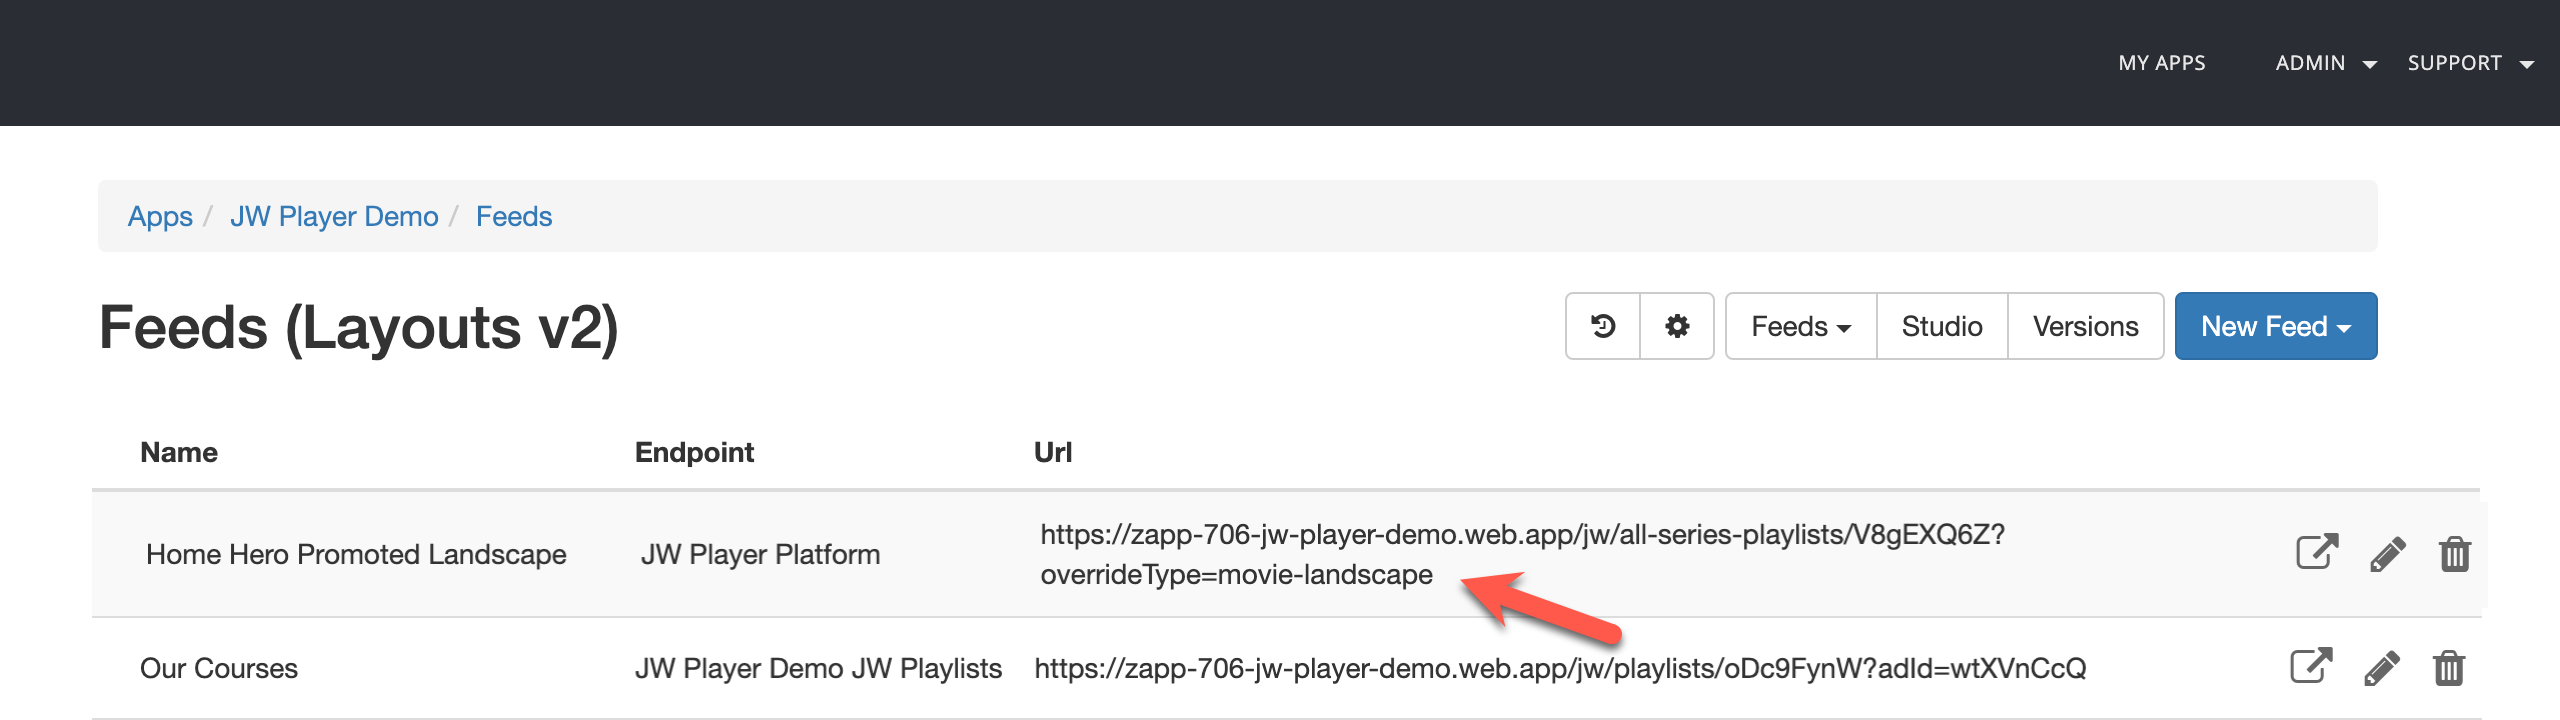 MY APPS ADMIN SUPPORT
Apps / JW Player Demo / Feeds
Feeds (Layouts v2)
Feeds Studio Versions New Feed
Name Endpoint Url
Home Hero Promoted Landscape JW Player Platform https://zapp-706-jw-player-demo.web.app/jw/all-series-playlists/V8gEXQ6Z?
overrideType=movie-landscape
Our Courses JW Player Demo JW Playlists https://zapp-706-jw-player-demo.web.app/jw/playlists/oDc9FynW?adId=wtXVnCcQ